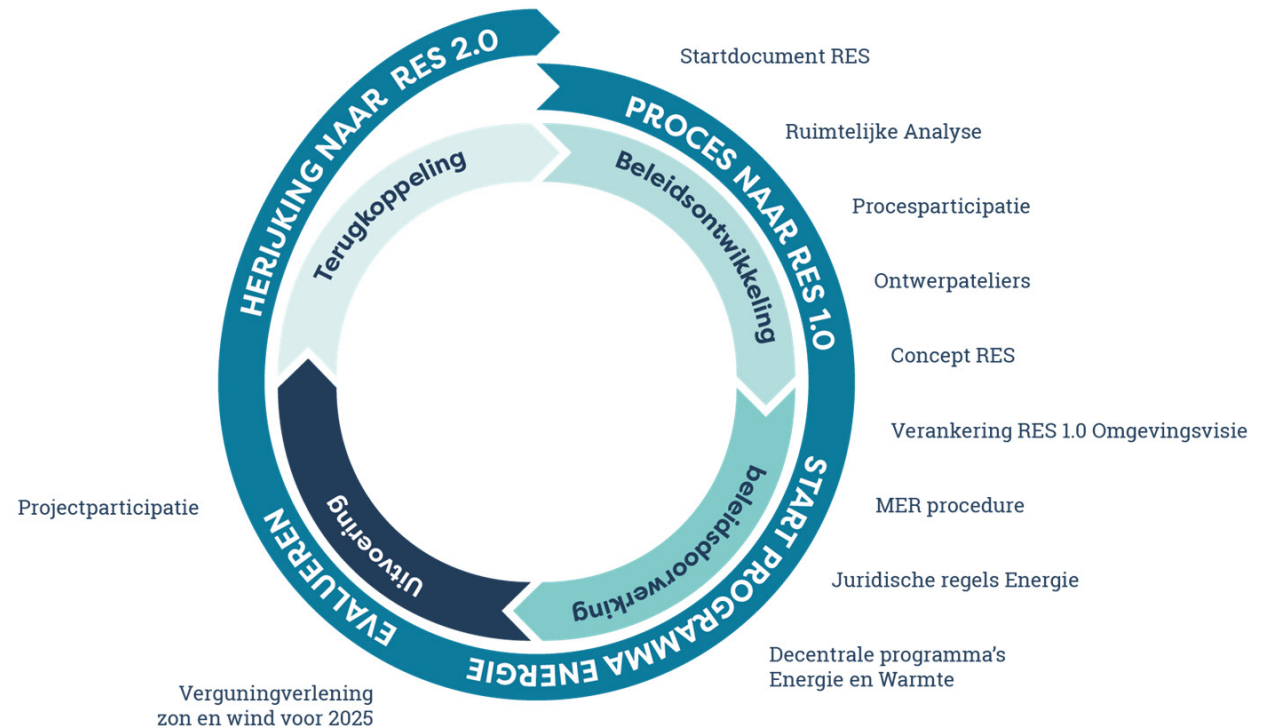 HERIJKING NAAR RES 2.0
PROCES NAAR RES 1.0
START PROGRAMMA ENERGIE
EVALUEREN
Terugkoppeling
Beleidsontwikkeling
beleidsdoorwerking
Uitvoering
Startdocument RES
Ruimtelijke Analyse
Procesparticipatie
Ontwerpateliers
Concept RES
Verankering RES 1.0 Omgevingsvisie
MER procedure
Juridische regels Energie
Decentrale programma's
Energie en Warmte
Verguningverlening
zon en wind voor 2025
Projectparticipatie